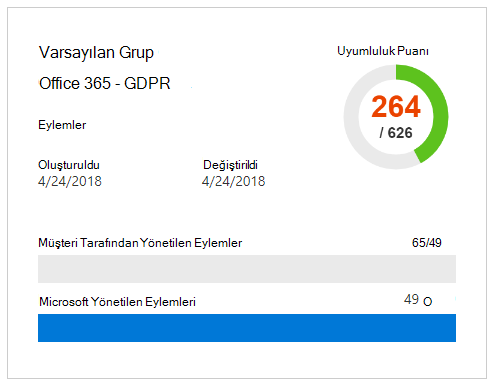 Varsayılan Grup
Uyumluluk Puanı
Office 365 - GDPR
264
/ 626
Eylemler
Oluşturuldu
Değiştirildi
4/24/2018
4/24/2018
Müşteri Tarafından Yönetilen Eylemler
65/49
Microsoft Yönetilen Eylemleri
49 O